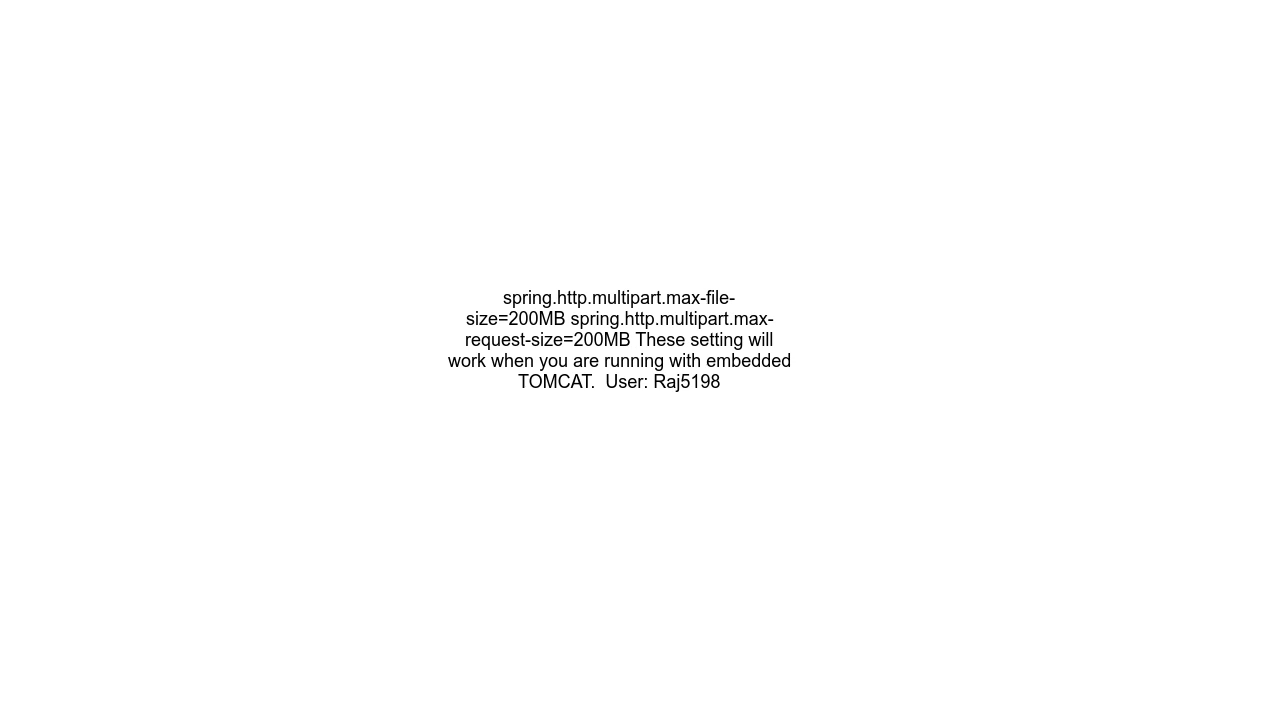 spring.http.multipart.max-file-
size=200MB spring.http.multipart.max-
request-size=200MB These setting will
work when you are running with embedded
TOMCAT.  User: Raj5198